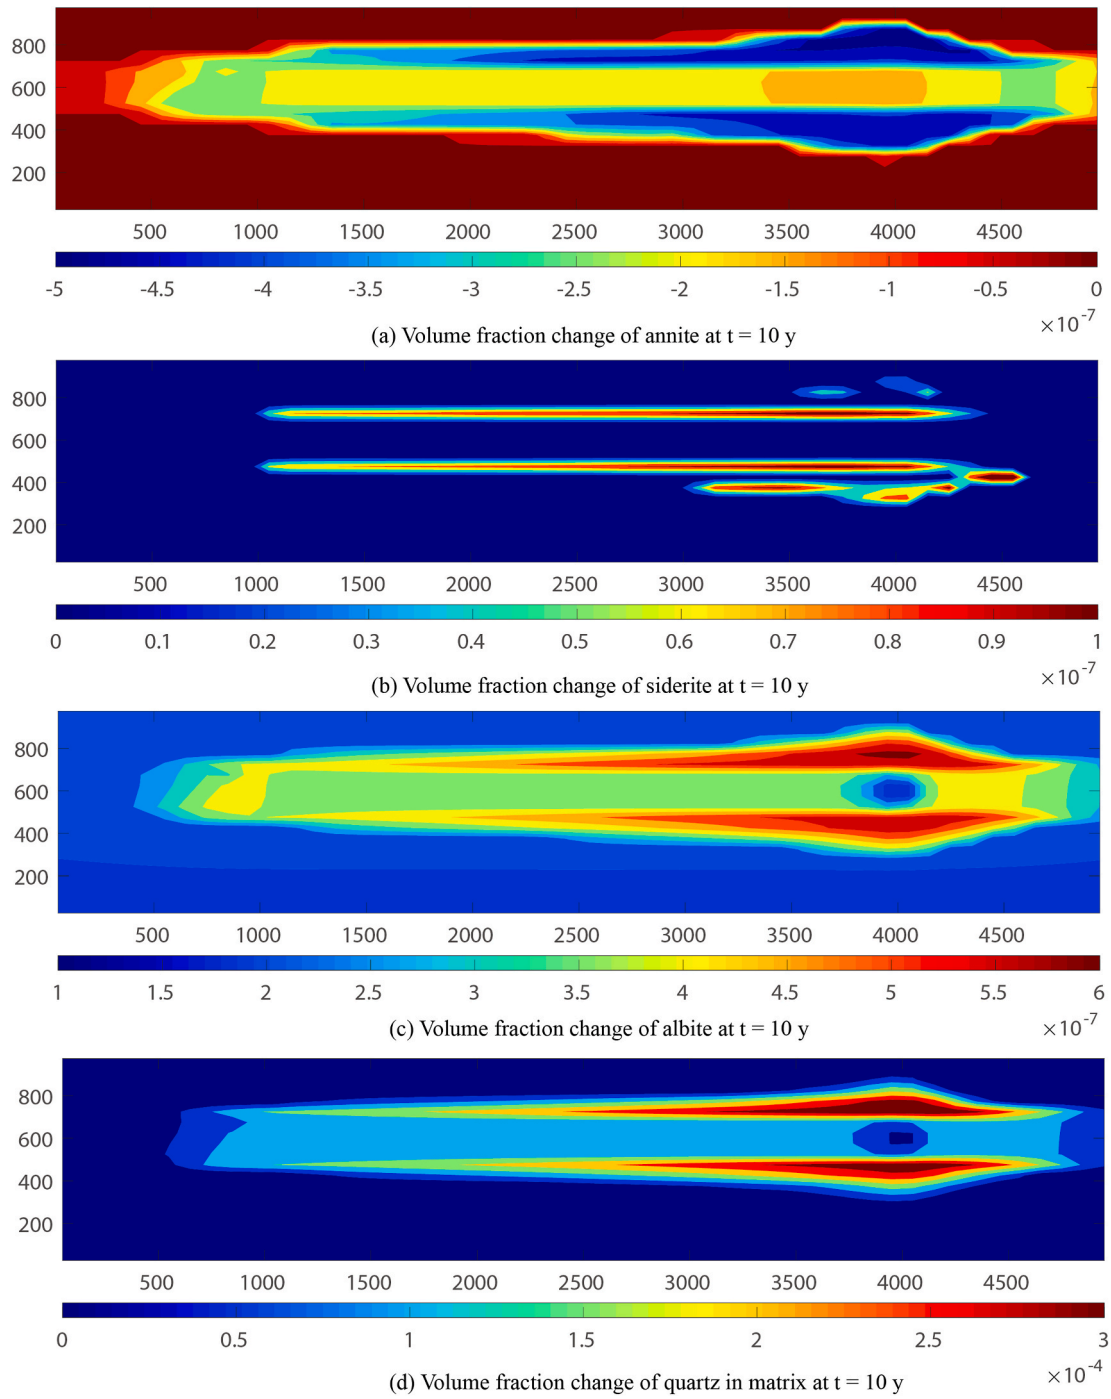 800
600
400
200
500 1000 1500 2000 2500 3000 3500 4000 4500
-5 -4.5 -4 -3.5 -3 -2.5 -2 -1.5 -1 -0.5 0
×10⁻⁷
(a) Volume fraction change of annite at t = 10 y
800
600
400
200
500 1000 1500 2000 2500 3000 3500 4000 4500
0 0.1 0.2 0.3 0.4 0.5 0.6 0.7 0.8 0.9 1
×10⁻⁷
(b) Volume fraction change of siderite at t = 10 y
800
600
400
200
500 1000 1500 2000 2500 3000 3500 4000 4500
1 1.5 2 2.5 3 3.5 4 4.5 5 5.5 6
×10⁻⁷
(c) Volume fraction change of albite at t = 10 y
800
600
400
200
500 1000 1500 2000 2500 3000 3500 4000 4500
0 0.5 1 1.5 2 2.5 3
×10⁻⁴
(d) Volume fraction change of quartz in matrix at t = 10 y